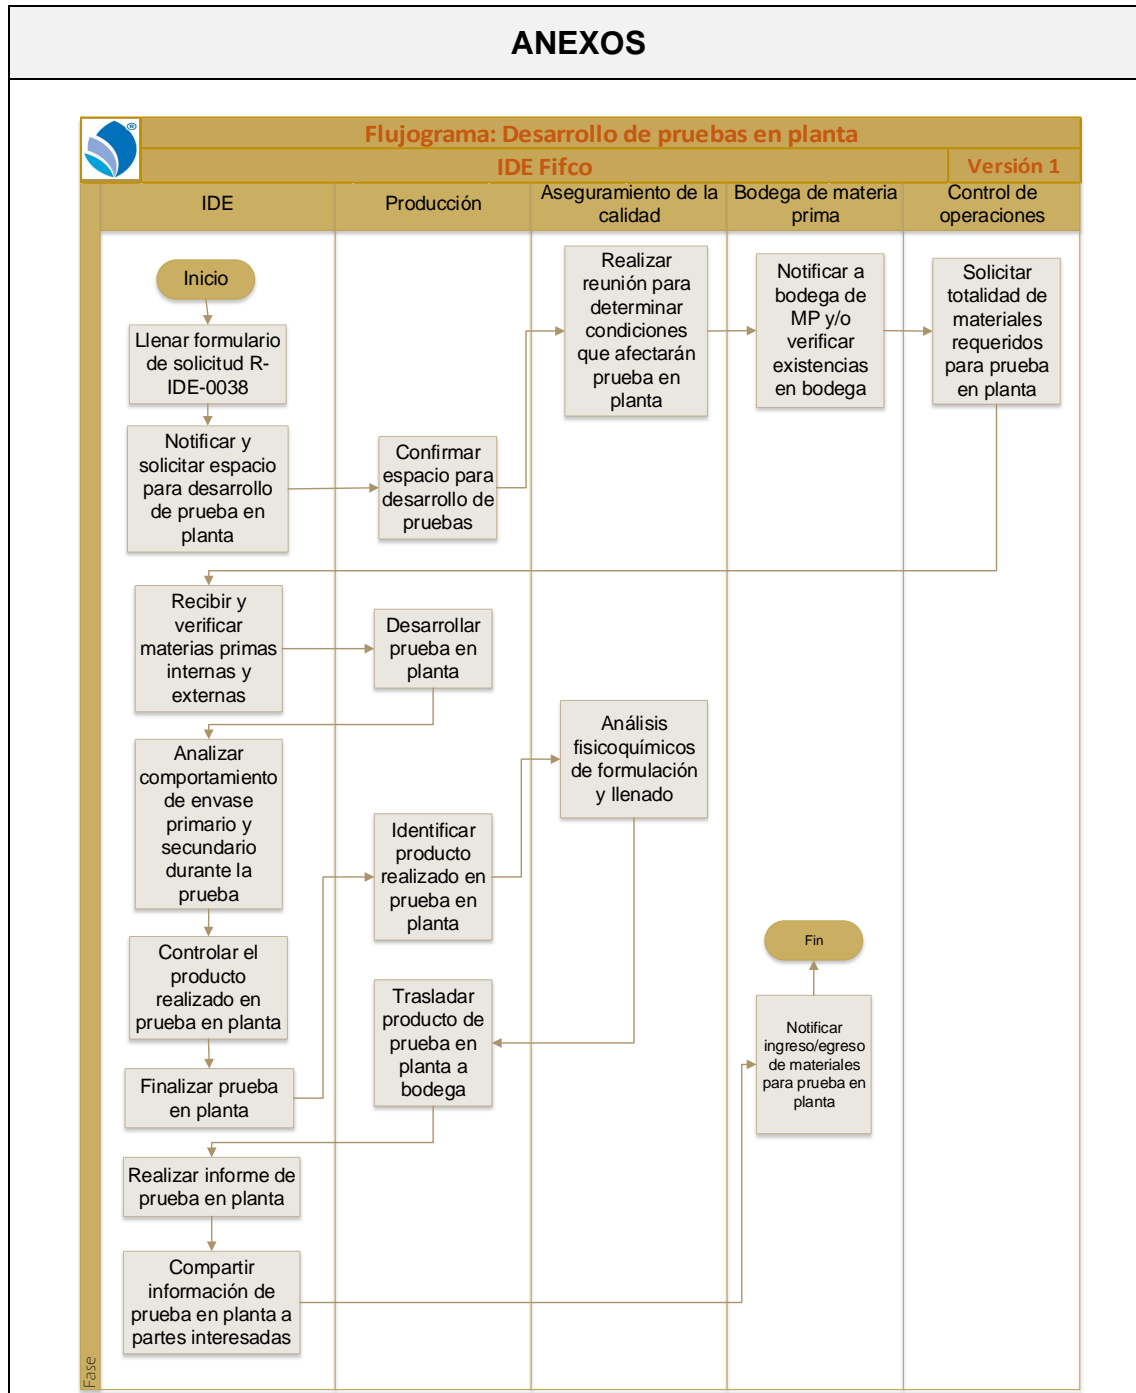 ANEXOS
®
Flujograma: Desarrollo de pruebas en planta
IDE Fifco
Versión 1
IDE
Producción
Aseguramiento de la
calidad
Bodega de materia
prima
Control de
operaciones
Inicio
Llenar formulario
de solicitud R-
IDE-0038
Notificar y
solicitar espacio
para desarrollo
de prueba en
planta
Confirmar
espacio para
desarrollo de
pruebas
Realizar
reunión para
determinar
condiciones
que afectarán
prueba en
planta
Notificar a
bodega de
MP y/o
verificar
existencias
en bodega
Solicitar
totalidad de
materiales
requeridos
para prueba
en planta
Recibir y
verificar
materias primas
internas y
externas
Desarrollar
prueba en
planta
Analizar
comportamiento
de envase
primario y
secundario
durante la
prueba
Controlar el
producto
realizado en
prueba en planta
Finalizar prueba
en planta
Identificar
producto
realizado en
prueba en
planta
Análisis
fisicoquímicos
de formulación
y llenado
Trasladar
producto de
prueba en
planta a
bodega
Realizar informe de
prueba en planta
Compartir
información de
prueba en planta a
partes interesadas
Notificar
ingreso/egreso
de materiales
para prueba en
planta
Fin
Fase